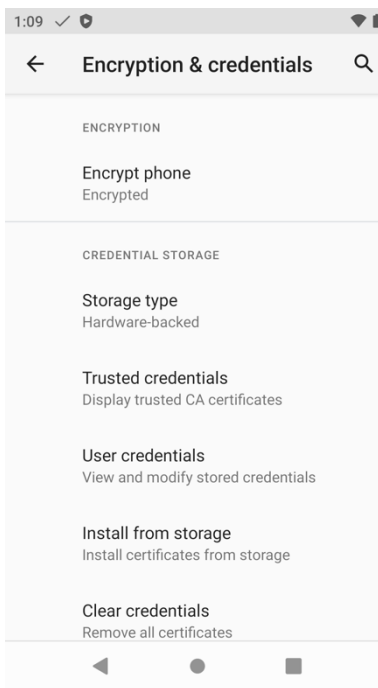 1:09
Encryption & credentials
ENCRYPTION
Encrypt phone
Encrypted
CREDENTIAL STORAGE
Storage type
Hardware-backed
Trusted credentials
Display trusted CA certificates
User credentials
View and modify stored credentials
Install from storage
Install certificates from storage
Clear credentials
Remove all certificates